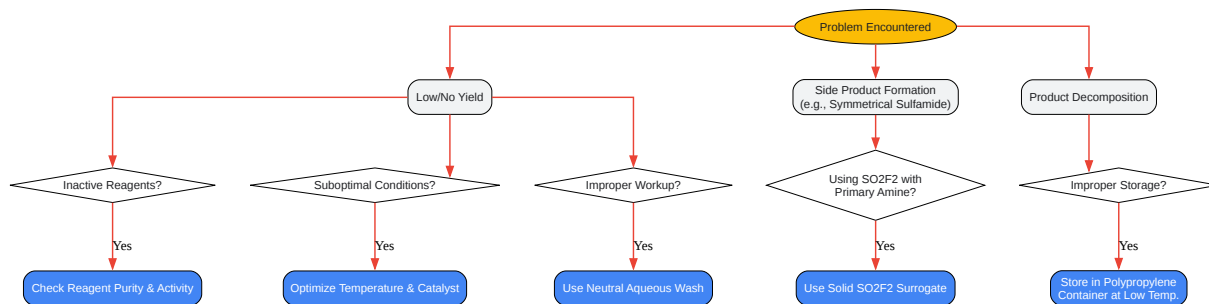 Problem Encountered
Low/No Yield
Side Product Formation
(e.g., Symmetrical Sulfamide)
Product Decomposition
Inactive Reagents?
Suboptimal Conditions?
Improper Workup?
Using SO2F2 with
Primary Amine?
Improper Storage?
Yes
Yes
Yes
Yes
Yes
Check Reagent Purity & Activity
Optimize Temperature & Catalyst
Use Neutral Aqueous Wash
Use Solid SO2F2 Surrogate
Store in Polypropylene
Container at Low Temp.